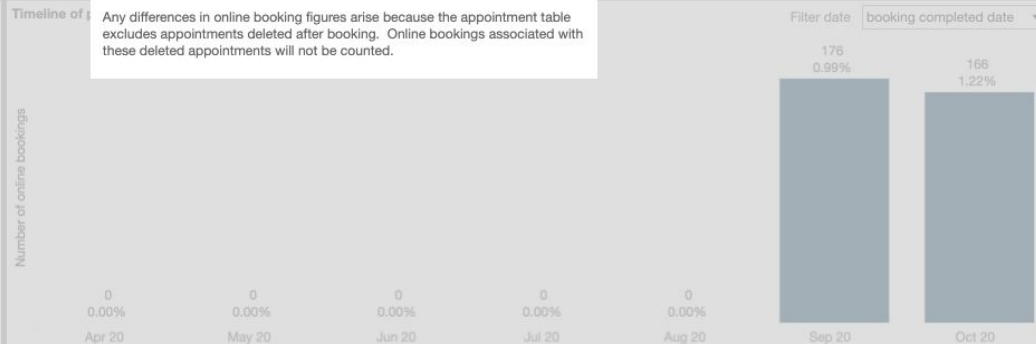 Timeline of
Any differences in online booking figures arise because the appointment table
excludes appointments deleted after booking. Online bookings associated with
these deleted appointments will not be counted.
Filter date booking completed date
Number of online bookings
176
0.99%
166
1.22%
0 0 0 0 0
0.00% 0.00% 0.00% 0.00% 0.00%
Apr 20 May 20 Jun 20 Jul 20 Aug 20 Sep 20 Oct 20